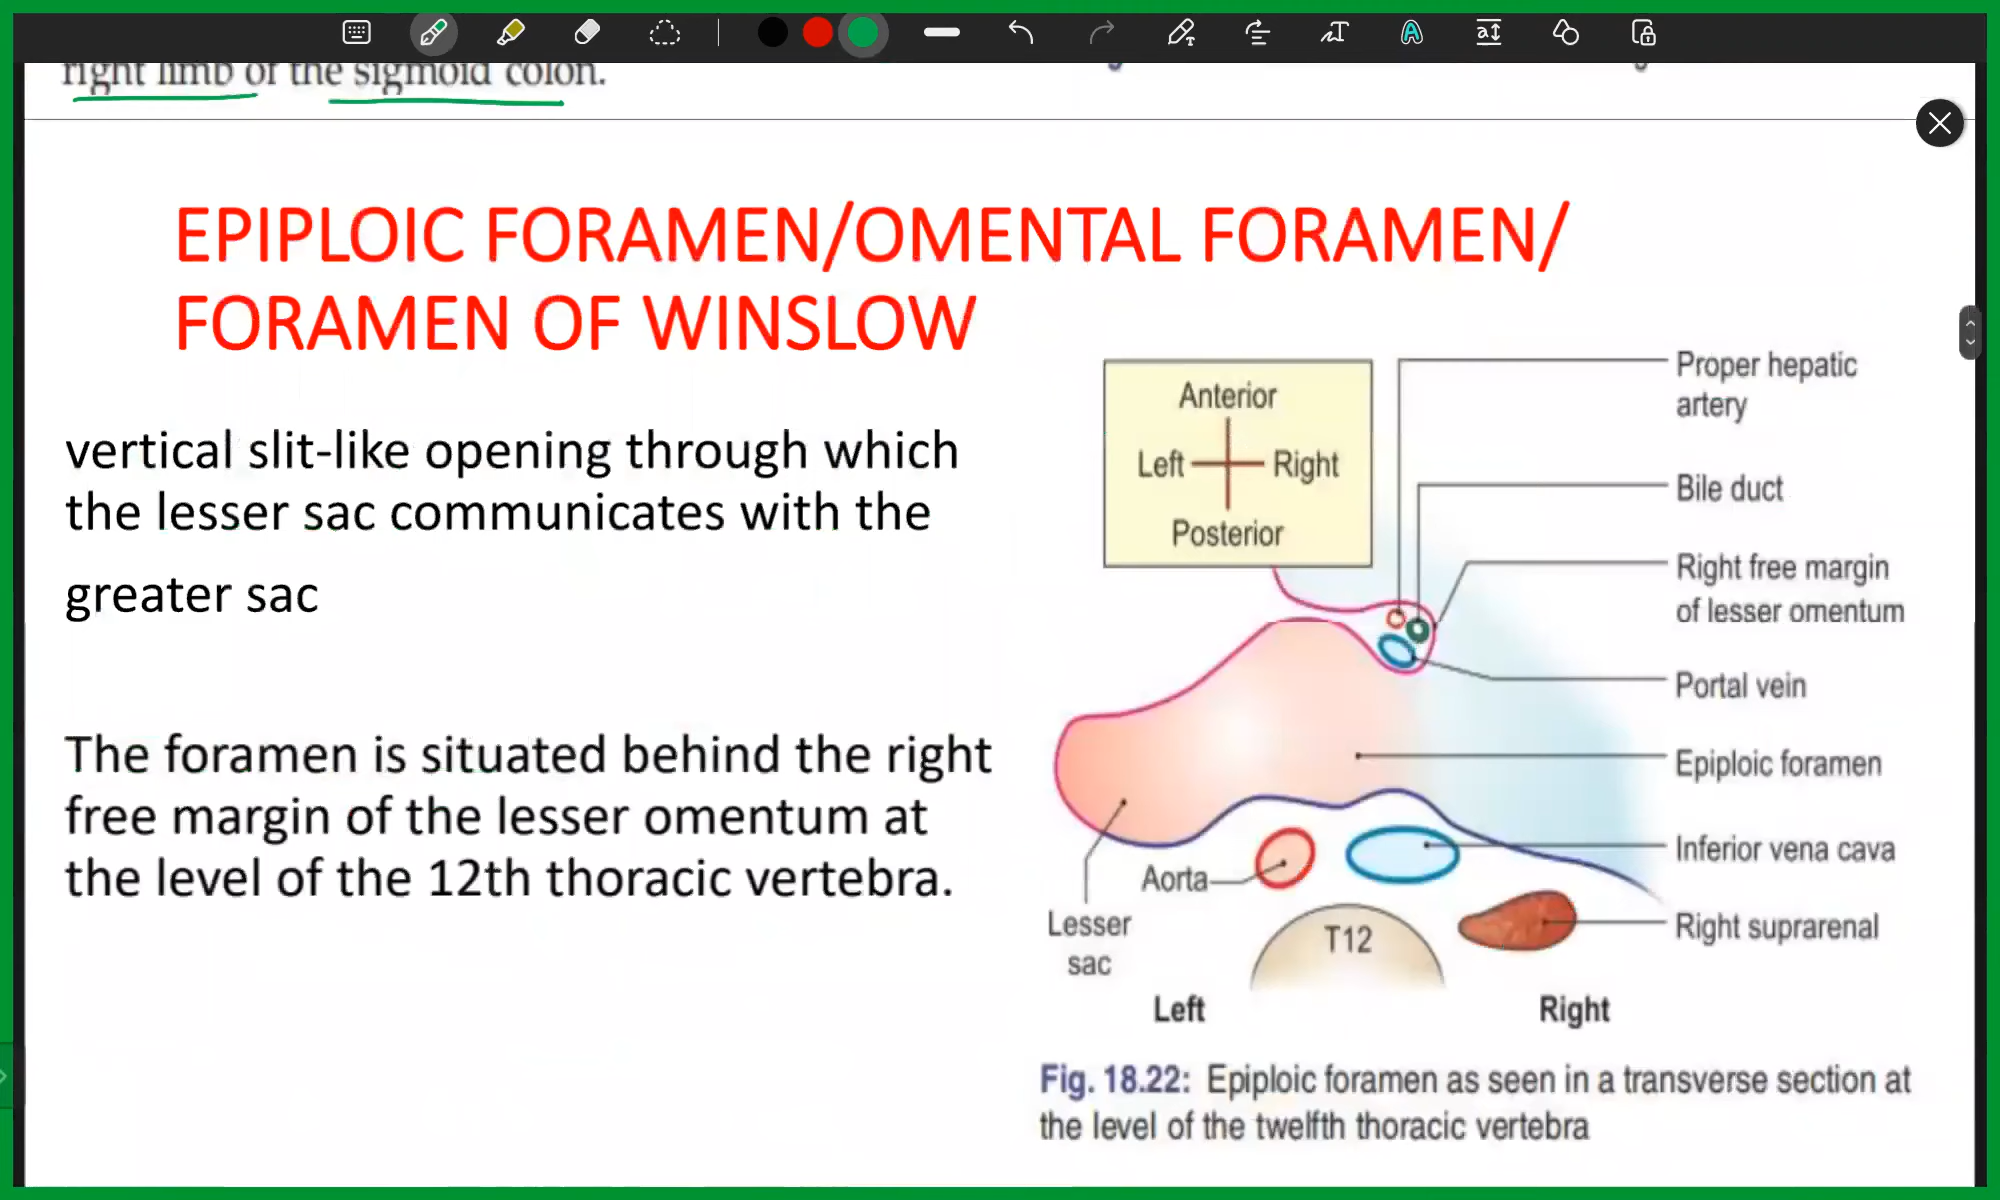 right limb of the sigmoid colon.
EPIPLOIC FORAMEN/OMENTAL FORAMEN/
FORAMEN OF WINSLOW
vertical slit-like opening through which
the lesser sac communicates with the
greater sac
The foramen is situated behind the right
free margin of the lesser omentum at
the level of the 12th thoracic vertebra.
Anterior
Left Right
Posterior
Proper hepatic
artery
Bile duct
Right free margin
of lesser omentum
Portal vein
Epiploic foramen
Inferior vena cava
Aorta
Lesser
sac
T12
Right suprarenal
Left Right
Fig. 18.22: Epiploic foramen as seen in a transverse section at
the level of the twelfth thoracic vertebra